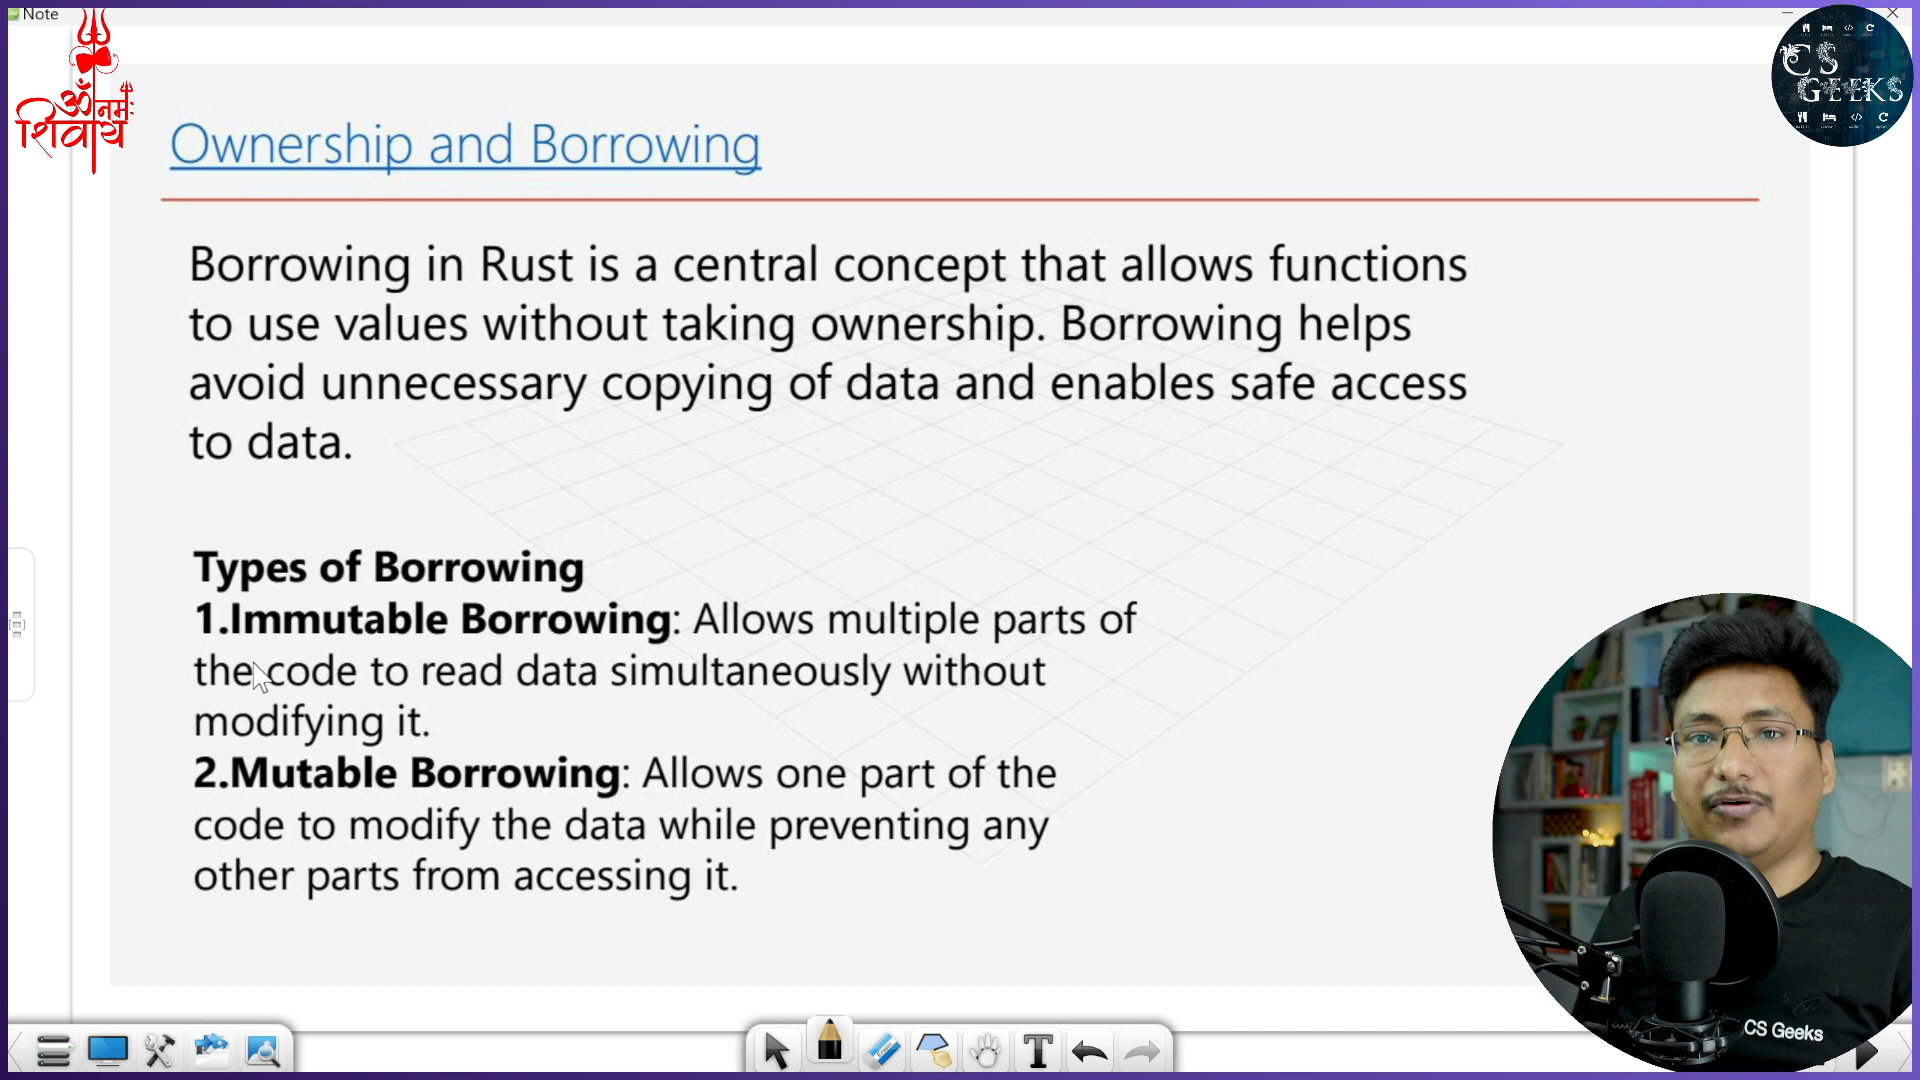 Note
ॐ नमः
शिवाय
CS
GEEKS
Ownership and Borrowing
Borrowing in Rust is a central concept that allows functions
to use values without taking ownership. Borrowing helps
avoid unnecessary copying of data and enables safe access
to data.
Types of Borrowing
1.Immutable Borrowing: Allows multiple parts of
the code to read data simultaneously without
modifying it.
2.Mutable Borrowing: Allows one part of the
code to modify the data while preventing any
other parts from accessing it.
CS Geeks
T